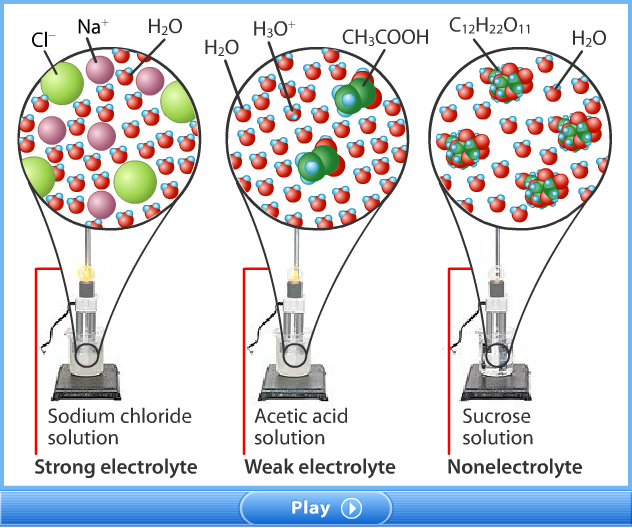 Cl⁻
Na⁺
H₂O
H₂O
H₃O⁺
CH₃COOH
C₁₂H₂₂O₁₁
H₂O
Sodium chloride
solution
Strong electrolyte
Acetic acid
solution
Weak electrolyte
Sucrose
solution
Nonelectrolyte
Play